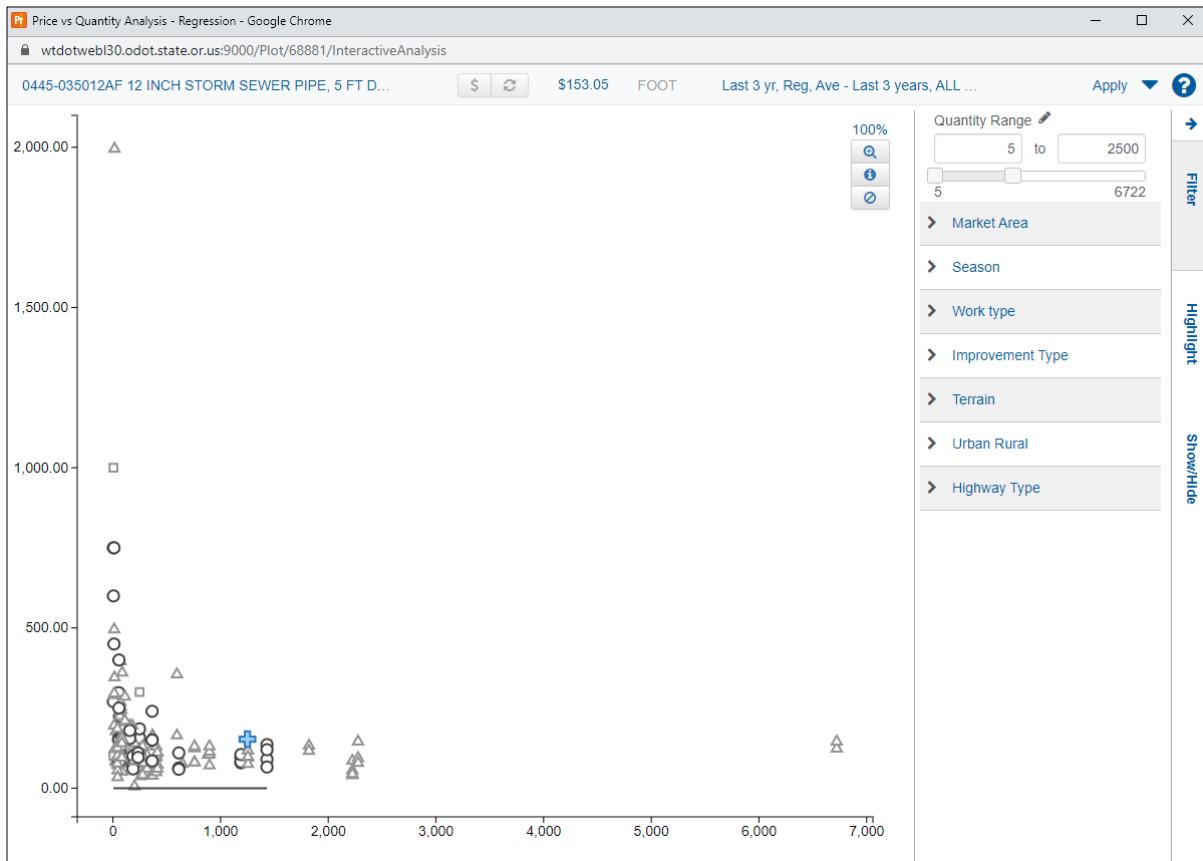 Pr Price vs Quantity Analysis - Regression - Google Chrome
wtdotwebl30.odot.state.or.us:9000/Plot/68881/InteractiveAnalysis
0445-035012AF 12 INCH STORM SEWER PIPE, 5 FT D... $ $153.05 FOOT Last 3 yr, Reg, Ave - Last 3 years, ALL ... Apply ?
100%
2,000.00
1,500.00
1,000.00
500.00
0.00
0 1,000 2,000 3,000 4,000 5,000 6,000 7,000
Quantity Range
5 to 2500
5 6722
Market Area
Season
Work type
Improvement Type
Terrain
Urban Rural
Highway Type
Filter
Highlight
Show/Hide